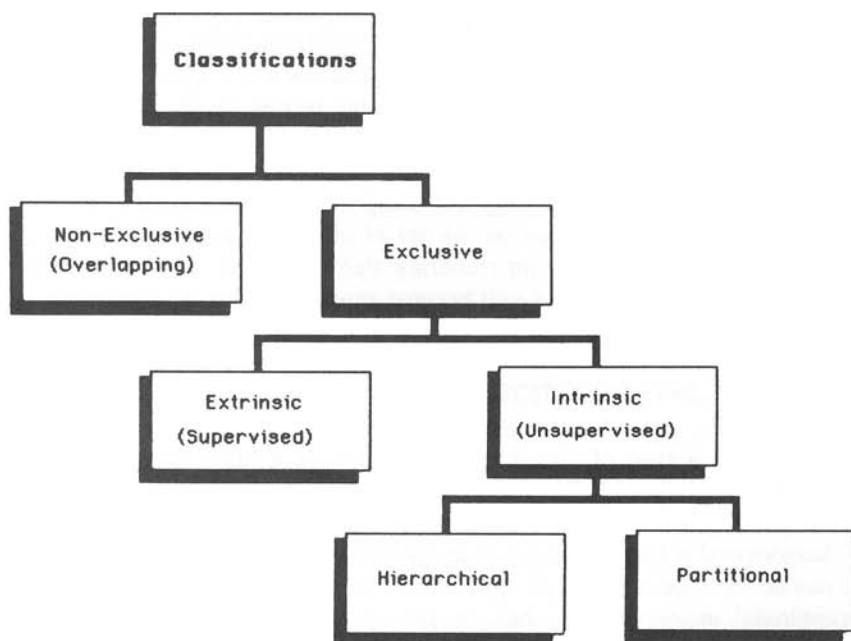 Classifications
Non-Exclusive
(Overlapping)
Exclusive
Extrinsic
(Supervised)
Intrinsic
(Unsupervised)
Hierarchical
Partitional